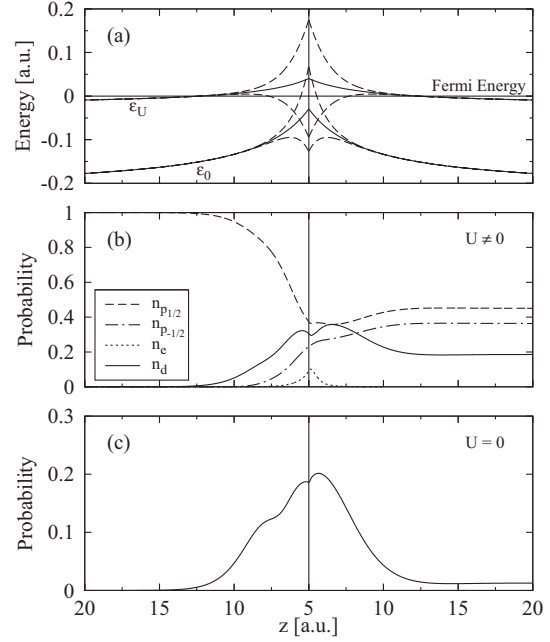 0.2
(a)
0.1
Fermi Energy
0
ε_U
-0.1
ε_0
-0.2
Energy [a.u.]
1
(b)
U ≠ 0
0.8
0.6
n_{p_{1/2}}
n_{p_{-1/2}}
n_e
n_d
0.4
0.2
0
Probability
0.3
(c)
U = 0
0.2
0.1
0
Probability
20 15 10 5 10 15 20
z [a.u.]